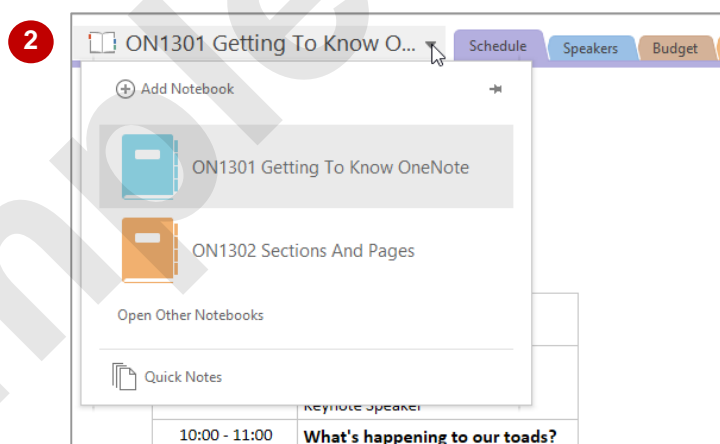 2
ON1301 Getting To Know O...
Schedule
Speakers
Budget
Add Notebook
ON1301 Getting To Know OneNote
ON1302 Sections And Pages
Open Other Notebooks
Quick Notes
Keynote Speaker
10:00 - 11:00 What's happening to our toads?